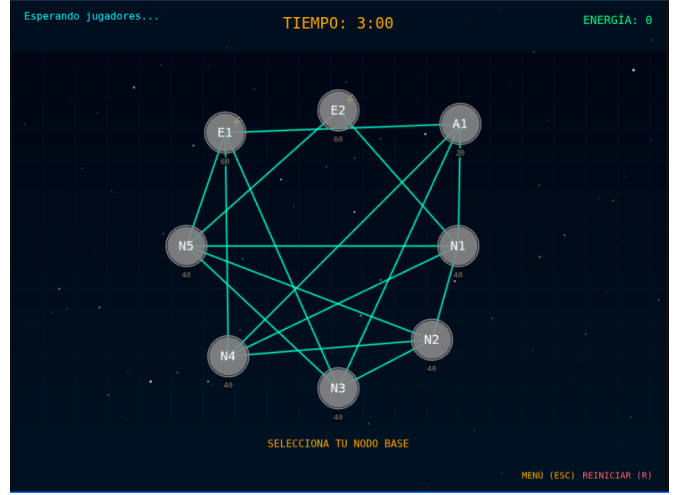 Esperando jugadores...
TIEMPO: 3:00
ENERGÍA: 0
E2
60
A1
20
E1
60
N5
40
N1
40
N2
40
N4
40
N3
40
SELECCIONA TU NODO BASE
MENÚ (ESC) REINICIAR (R)